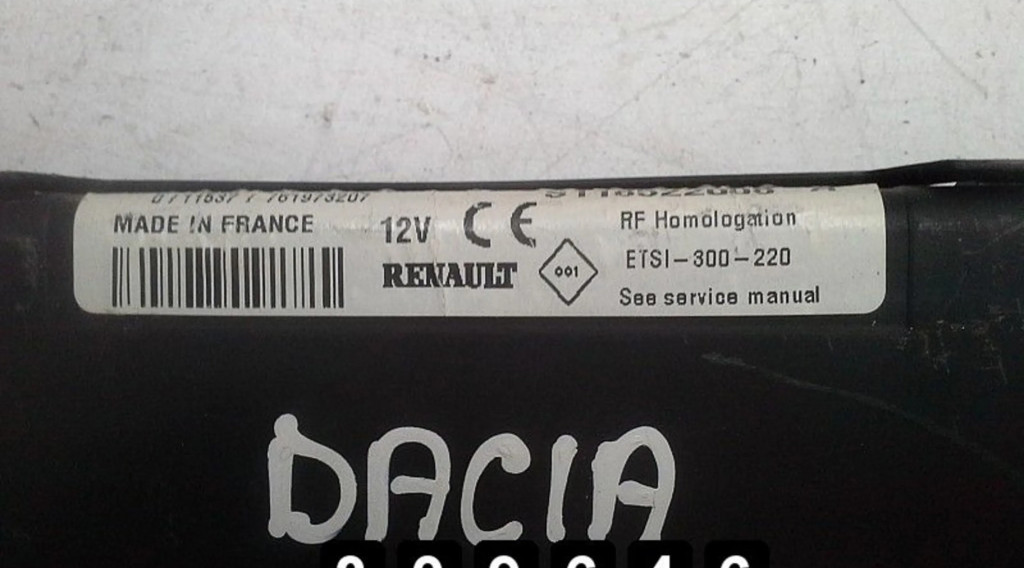 MADE IN FRANCE
12V CE
RENAULT
001
RF Homologation
ETSI-300-220
See service manual
DACIA